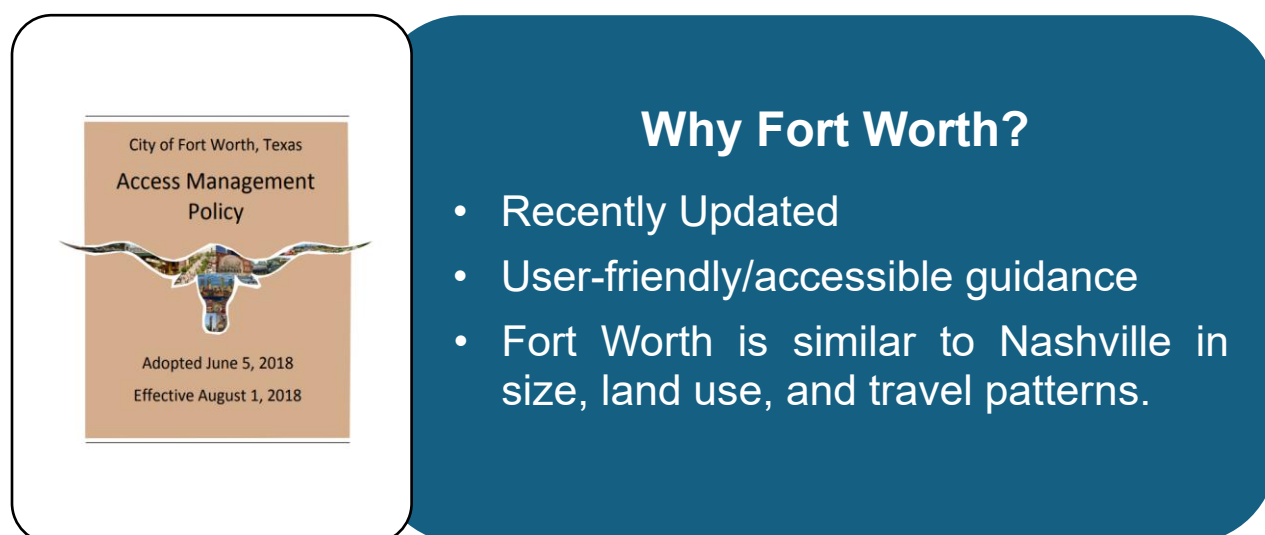 City of Fort Worth, Texas
Access Management
Policy
Adopted June 5, 2018
Effective August 1, 2018
Why Fort Worth?
• Recently Updated
• User-friendly/accessible guidance
• Fort Worth is similar to Nashville in
size, land use, and travel patterns.